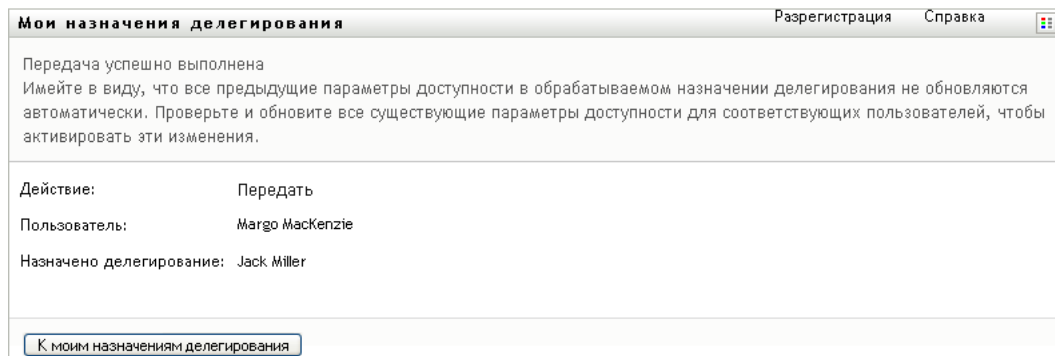 Мои назначения делегирования Разрегистрация Справка
Передача успешно выполнена
Имейте в виду, что все предыдущие параметры доступности в обрабатываемом назначении делегирования не обновляются
автоматически. Проверьте и обновите все существующие параметры доступности для соответствующих пользователей, чтобы
активировать эти изменения.
Действие: Передать
Пользователь: Margo MacKenzie
Назначено делегирование: Jack Miller
К моим назначениям делегирования